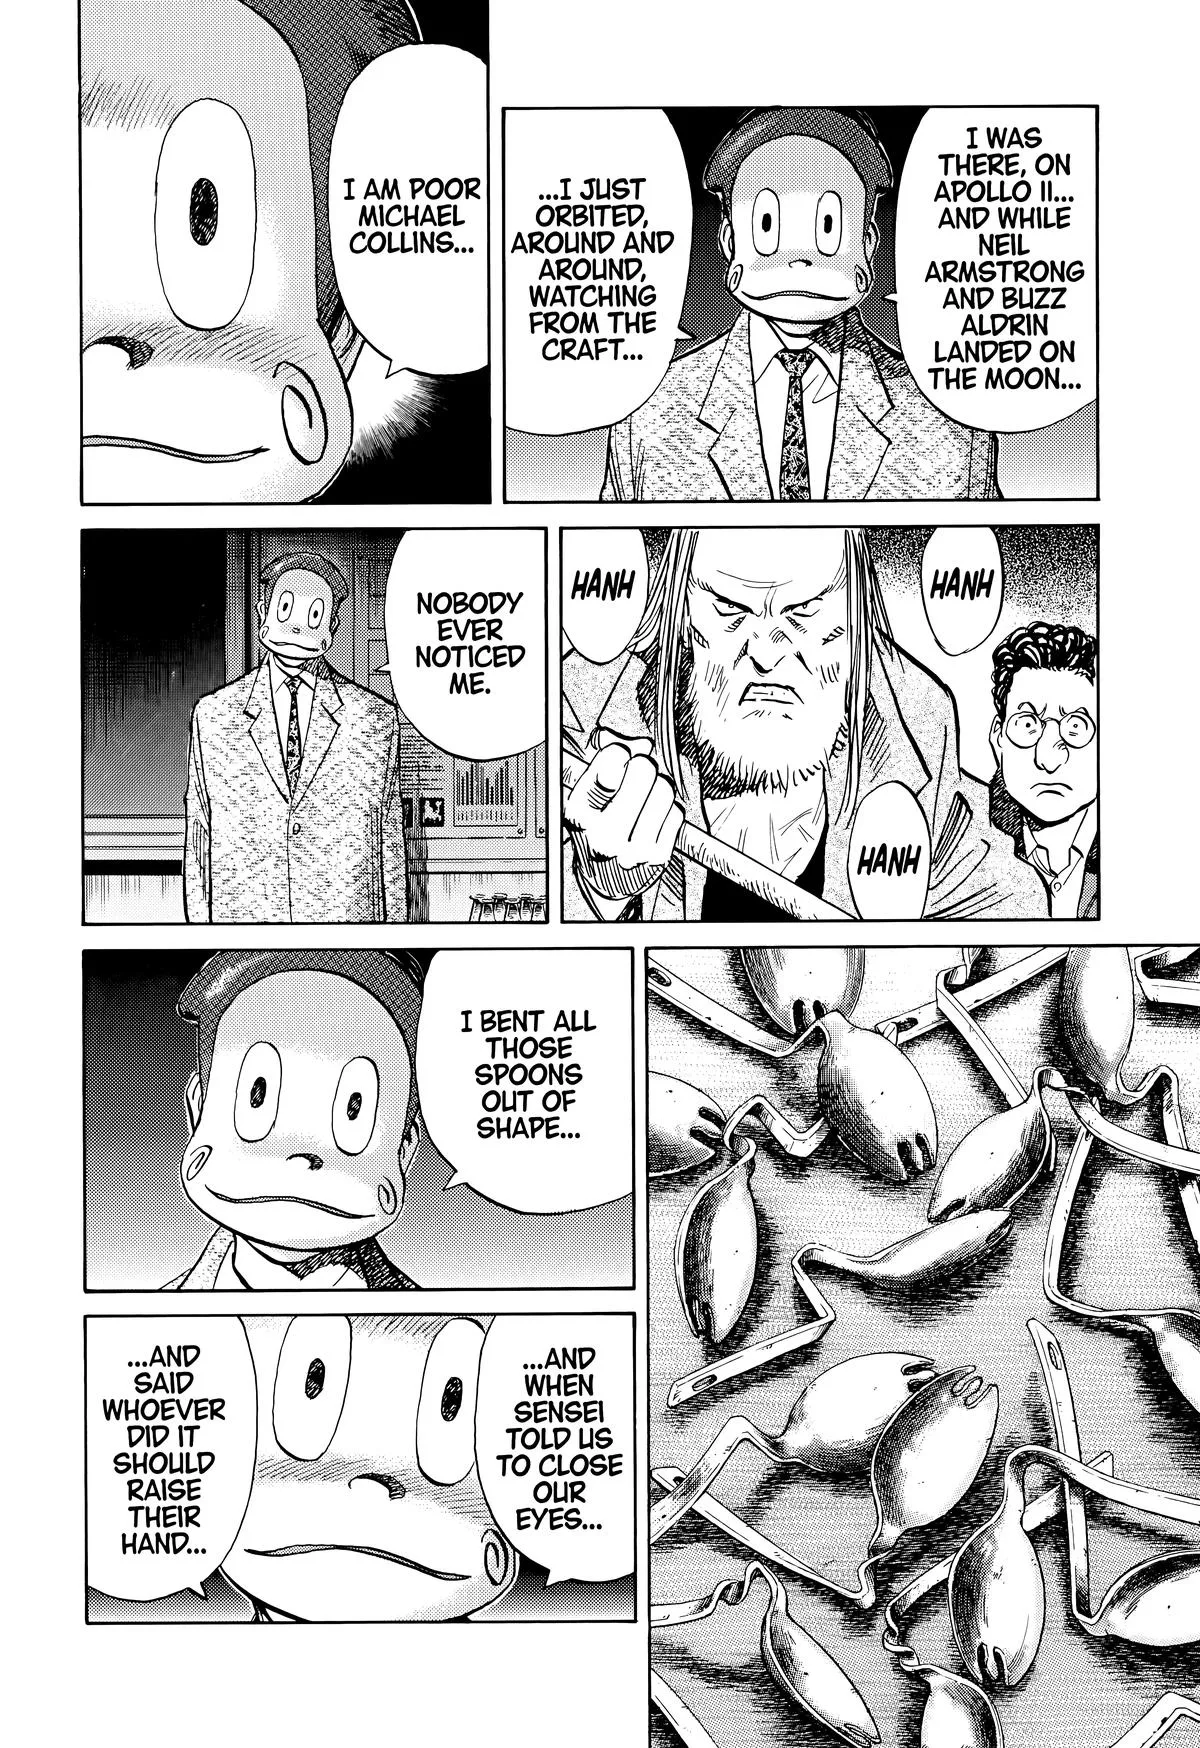 I WAS
THERE, ON
APOLLO 11...
AND WHILE
NEIL
ARMSTRONG
AND BUZZ
ALDRIN
LANDED ON
THE MOON...
...I JUST
ORBITED,
AROUND AND
AROUND,
WATCHING
FROM THE
CRAFT...
I AM POOR
MICHAEL
COLLINS...
HANH
HANH
HANH
NOBODY
EVER
NOTICED
ME.
I BENT ALL
THOSE
SPOONS
OUT OF
SHAPE...
...AND
WHEN
SENSEI
TOLD US
TO CLOSE
OUR
EYES...
...AND
SAID
WHOEVER
DID IT
SHOULD
RAISE
THEIR
HAND...